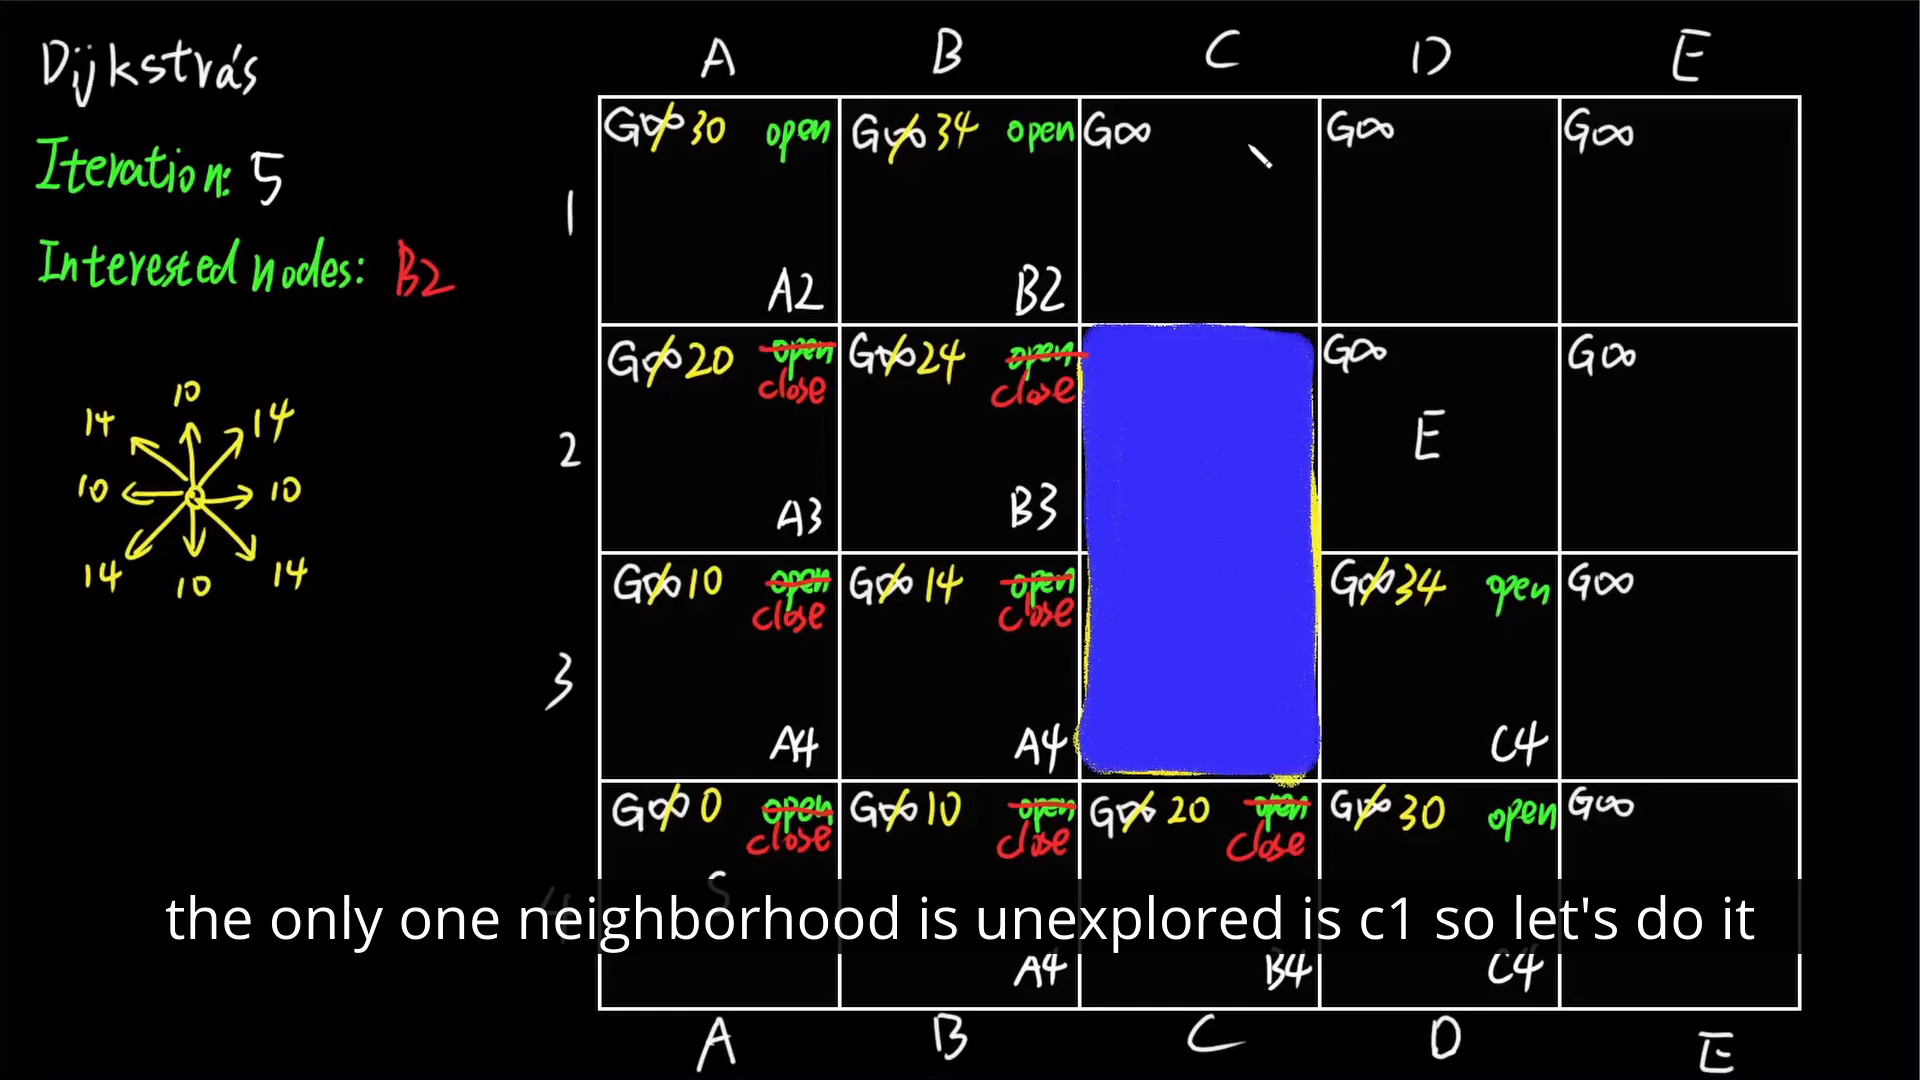 Dijkstra's
Iteration: 5
Interested nodes: B2
10
14 14
10 10
14 14
10
A B C D E
1
G∞ 30 open
A2
G∞ 34 open
B2
G∞
G∞
G∞
2
G∞ 20 open
close
A3
G∞ 24 open
close
B3
G∞
E
G∞
3
G∞ 10 open
close
A4
G∞ 14 open
close
A4
G∞ 34 open
C4
G∞
G∞ 0 open
close
S
G∞ 10 open
close
A4
G∞ 20 open
close
B4
G∞ 30 open
C4
G∞
the only one neighborhood is unexplored is c1 so let's do it
A B C D E